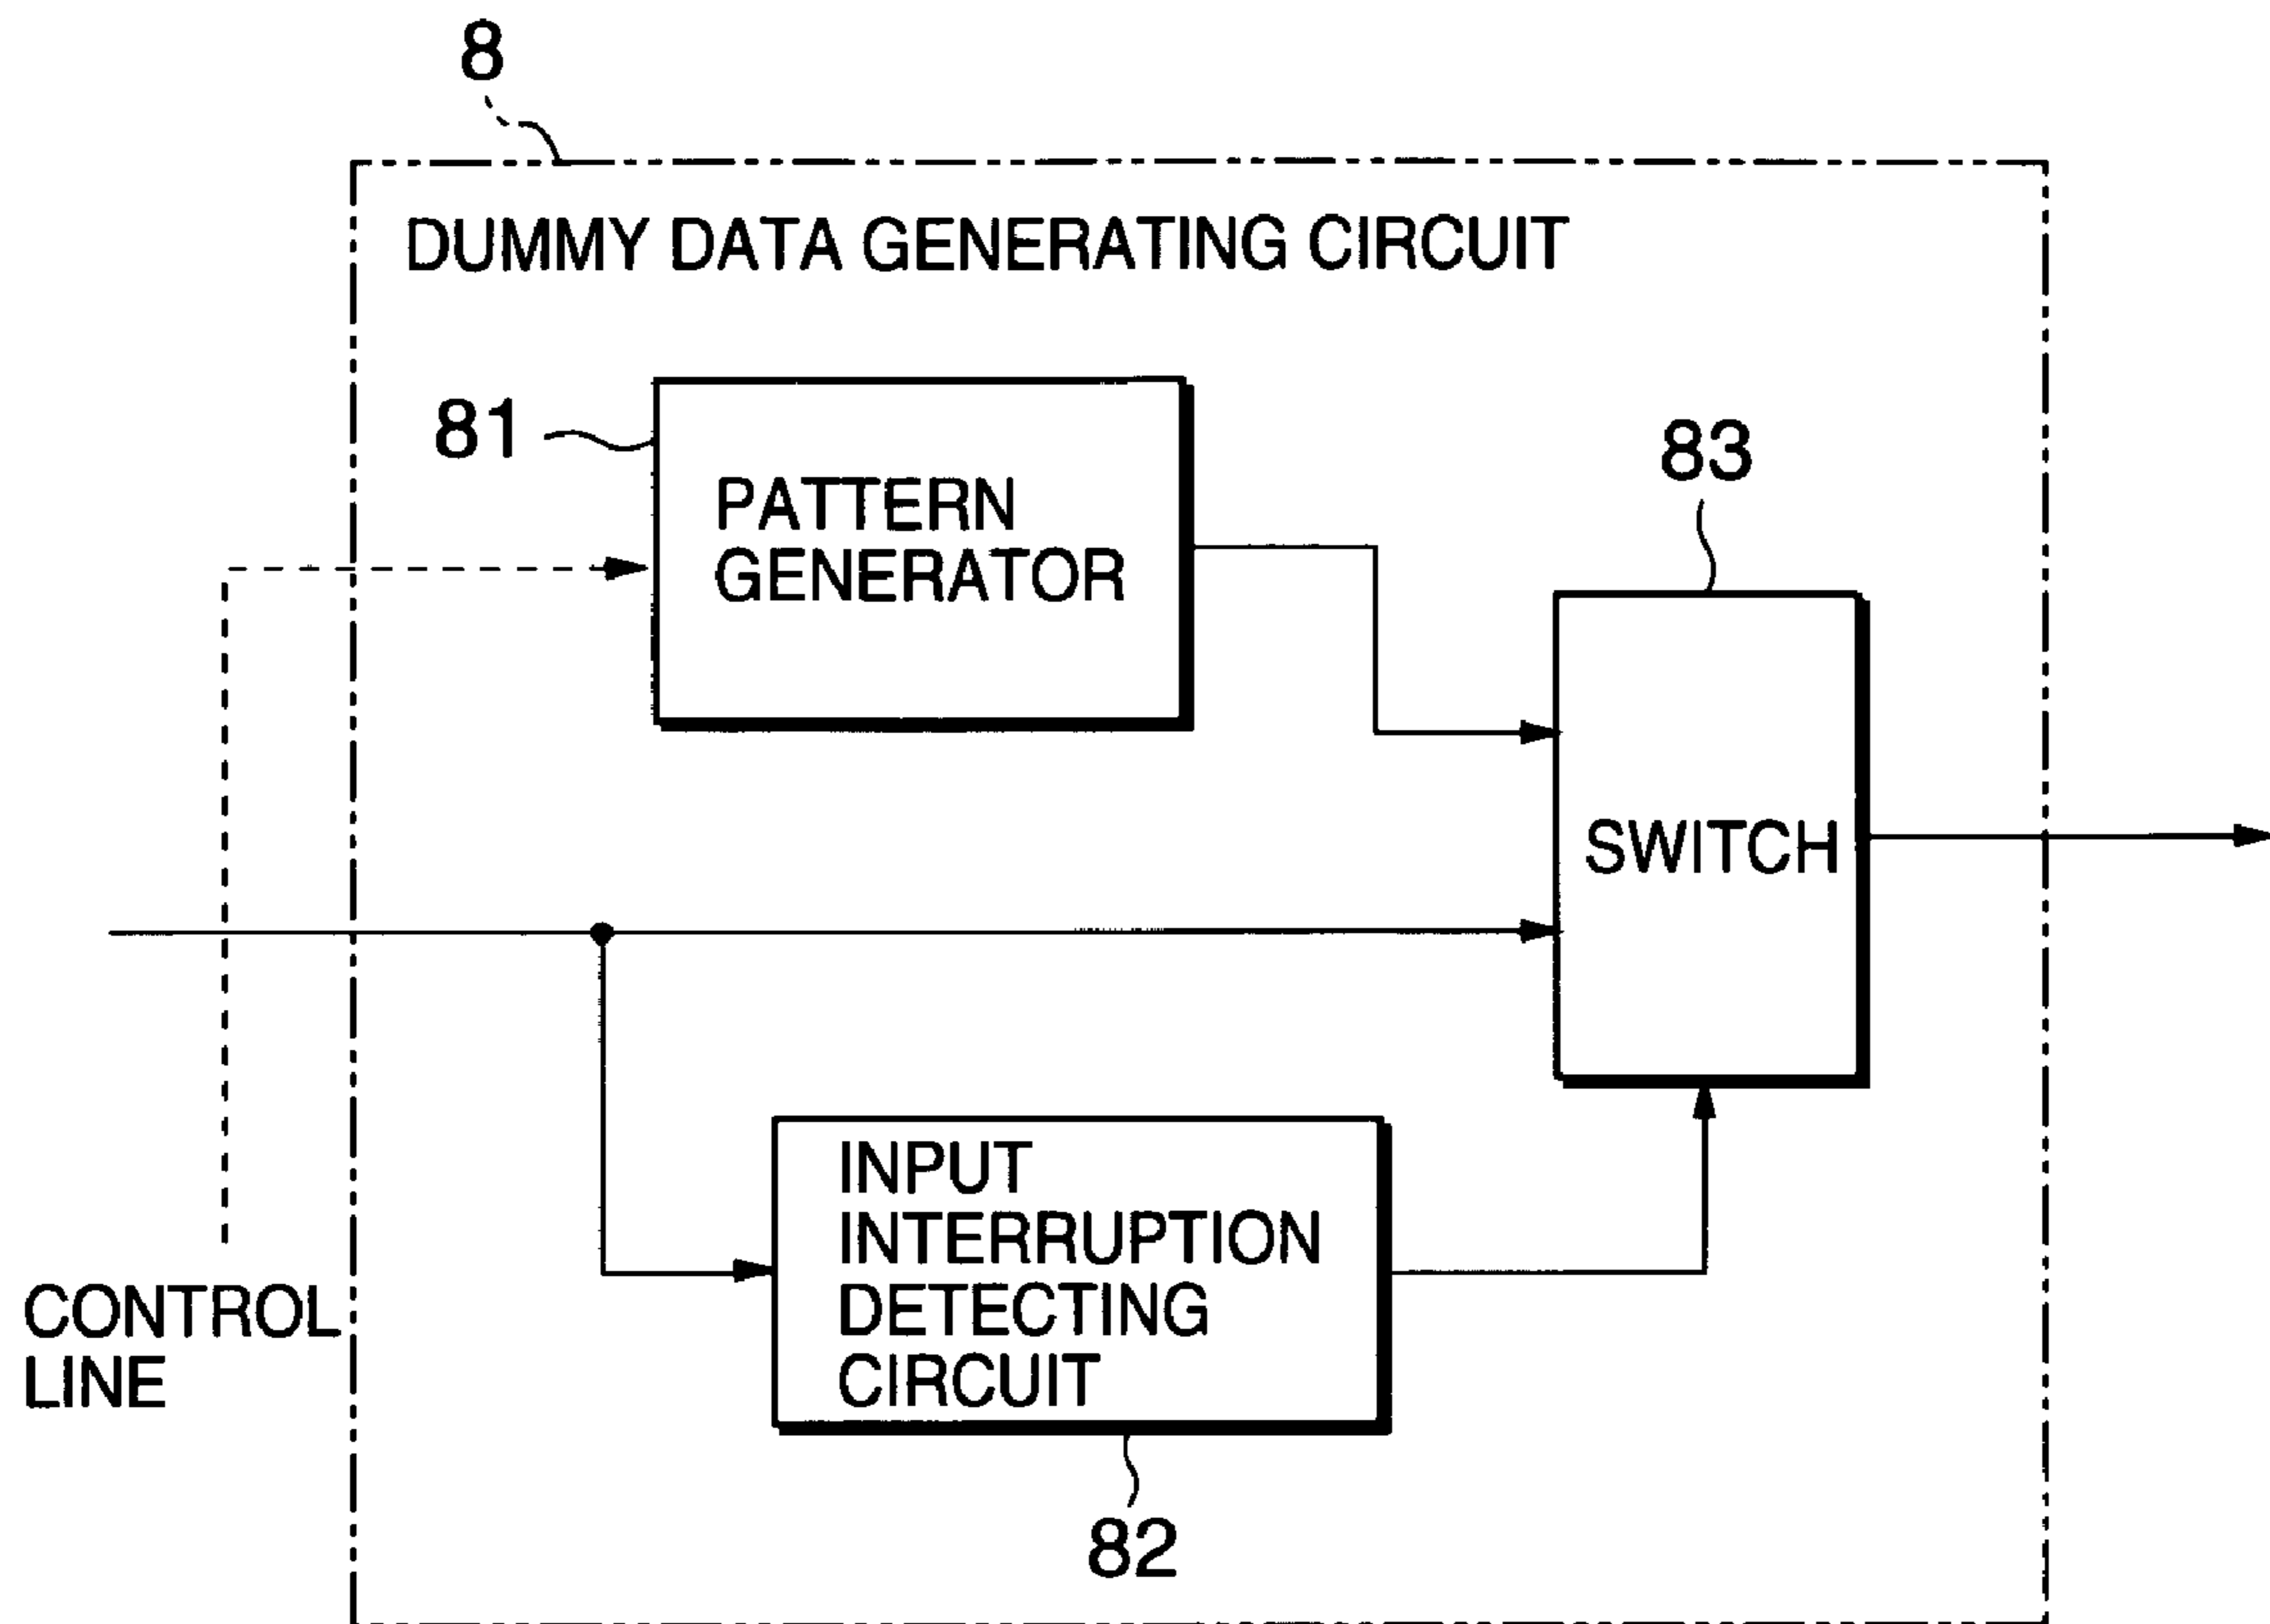 8
DUMMY DATA GENERATING CIRCUIT
81
PATTERN
GENERATOR
83
SWITCH
INPUT
INTERRUPTION
DETECTING
CIRCUIT
82
CONTROL
LINE